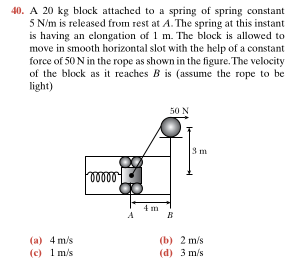 40. A 20 kg block attached to a spring of spring constant
5 N/m is released from rest at A. The spring at this instant
is having an elongation of 1 m. The block is allowed to
move in smooth horizontal slot with the help of a constant
force of 50 N in the rope as shown in the figure. The velocity
of the block as it reaches B is (assume the rope to be
light)
50 N
3 m
4 m
A B
(a) 4 m/s (b) 2 m/s
(c) 1 m/s (d) 3 m/s